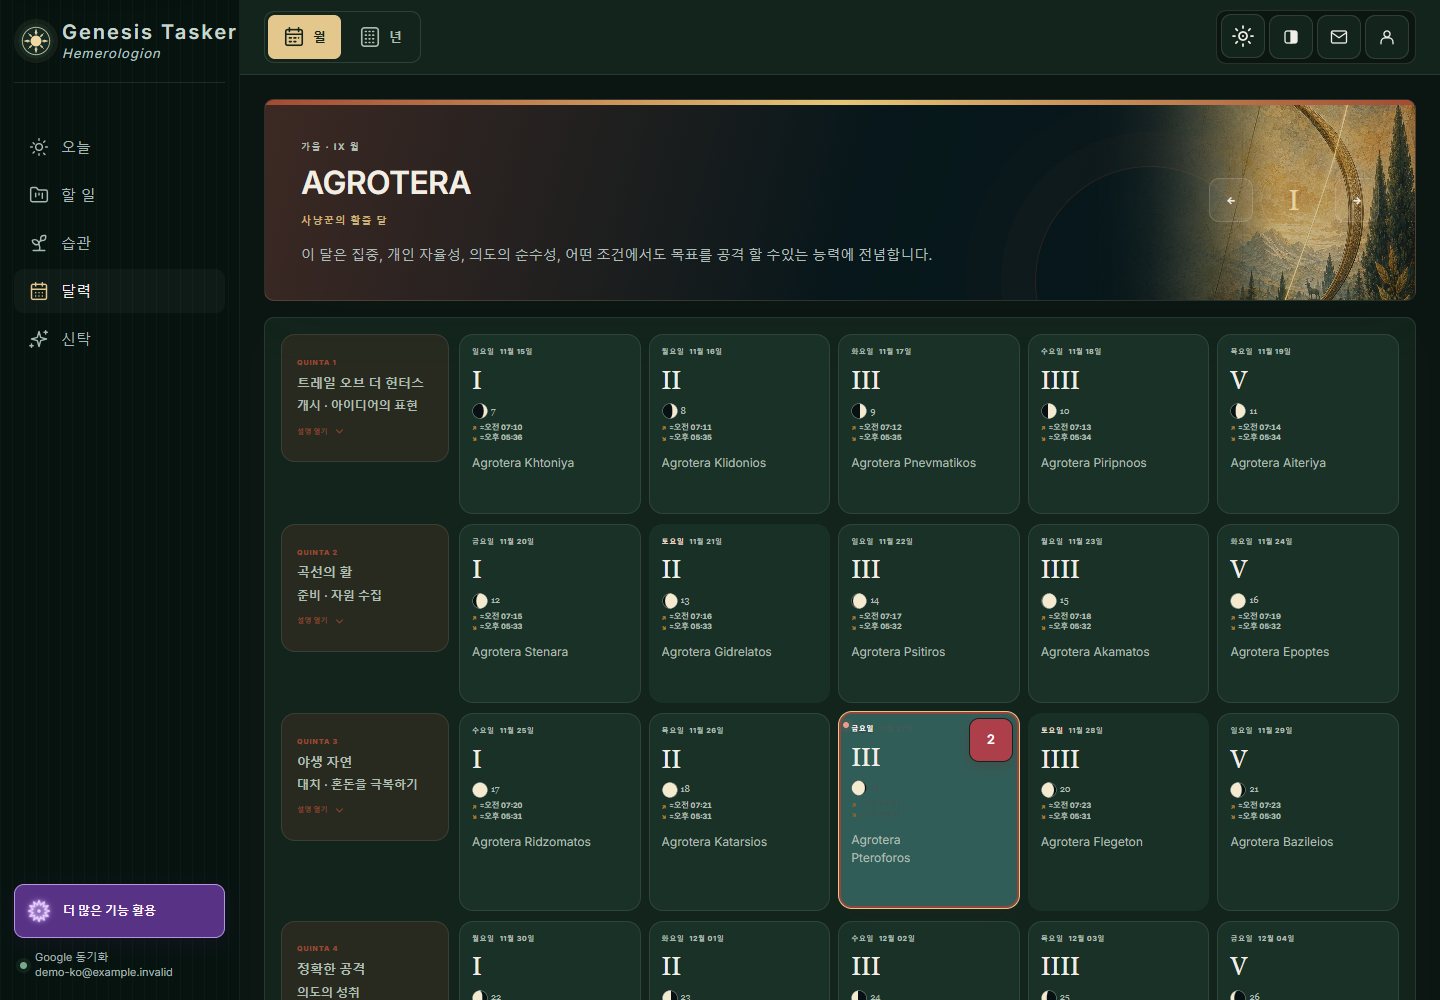 Genesis Tasker
Hemerologion
오늘
할 일
습관
달력
신탁
더 많은 기능 활용
Google 동기화
demo-ko@example.invalid
월
년
가을 · IX 월
AGROTERA
사냥꾼의 활줄 달
이 달은 집중, 개인 자율성, 의도의 순수성, 어떤 조건에서도 목표를 공격 할 수있는 능력에 전념합니다.
←
I
→
QUINTA 1
트레일 오브 더 헌터스
개시 · 아이디어의 표현
설명 열기
일요일 11월 15일
I
7
≈오전 07:10
≈오후 05:36
Agrotera Khtoniya
월요일 11월 16일
II
8
≈오전 07:11
≈오후 05:35
Agrotera Klidonios
화요일 11월 17일
III
9
≈오전 07:12
≈오후 05:35
Agrotera Pnevmatikos
수요일 11월 18일
IIII
10
≈오전 07:13
≈오후 05:34
Agrotera Piripnoos
목요일 11월 19일
V
11
≈오전 07:14
≈오후 05:34
Agrotera Aiteriya
QUINTA 2
곡선의 활
준비 · 자원 수집
설명 열기
금요일 11월 20일
I
12
≈오전 07:15
≈오후 05:33
Agrotera Stenara
토요일 11월 21일
II
13
≈오전 07:16
≈오후 05:33
Agrotera Gidrelatos
일요일 11월 22일
III
14
≈오전 07:17
≈오후 05:32
Agrotera Psitiros
월요일 11월 23일
IIII
15
≈오전 07:18
≈오후 05:32
Agrotera Akamatos
화요일 11월 24일
V
16
≈오전 07:19
≈오후 05:32
Agrotera Epoptes
QUINTA 3
야생 자연
대치 · 혼돈을 극복하기
설명 열기
수요일 11월 25일
I
17
≈오전 07:20
≈오후 05:31
Agrotera Ridzomatos
목요일 11월 26일
II
18
≈오전 07:21
≈오후 05:31
Agrotera Katarsios
금요일
2
III
Agrotera
Pteroforos
토요일 11월 28일
IIII
20
≈오전 07:23
≈오후 05:31
Agrotera Flegeton
일요일 11월 29일
V
21
≈오전 07:23
≈오후 05:30
Agrotera Bazileios
QUINTA 4
정확한 공격
의도의 성취
월요일 11월 30일
I
22
화요일 12월 01일
II
23
수요일 12월 02일
III
24
목요일 12월 03일
IIII
25
금요일 12월 04일
V
26